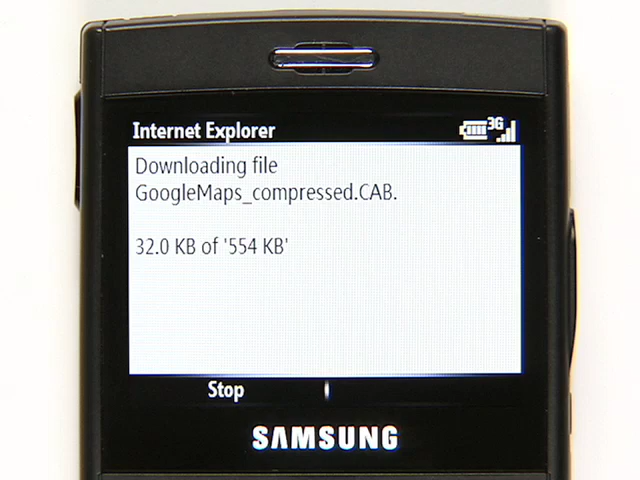 Internet Explorer
3G
Downloading file
GoogleMaps_compressed.CAB.
32.0 KB of '554 KB'
Stop
SAMSUNG